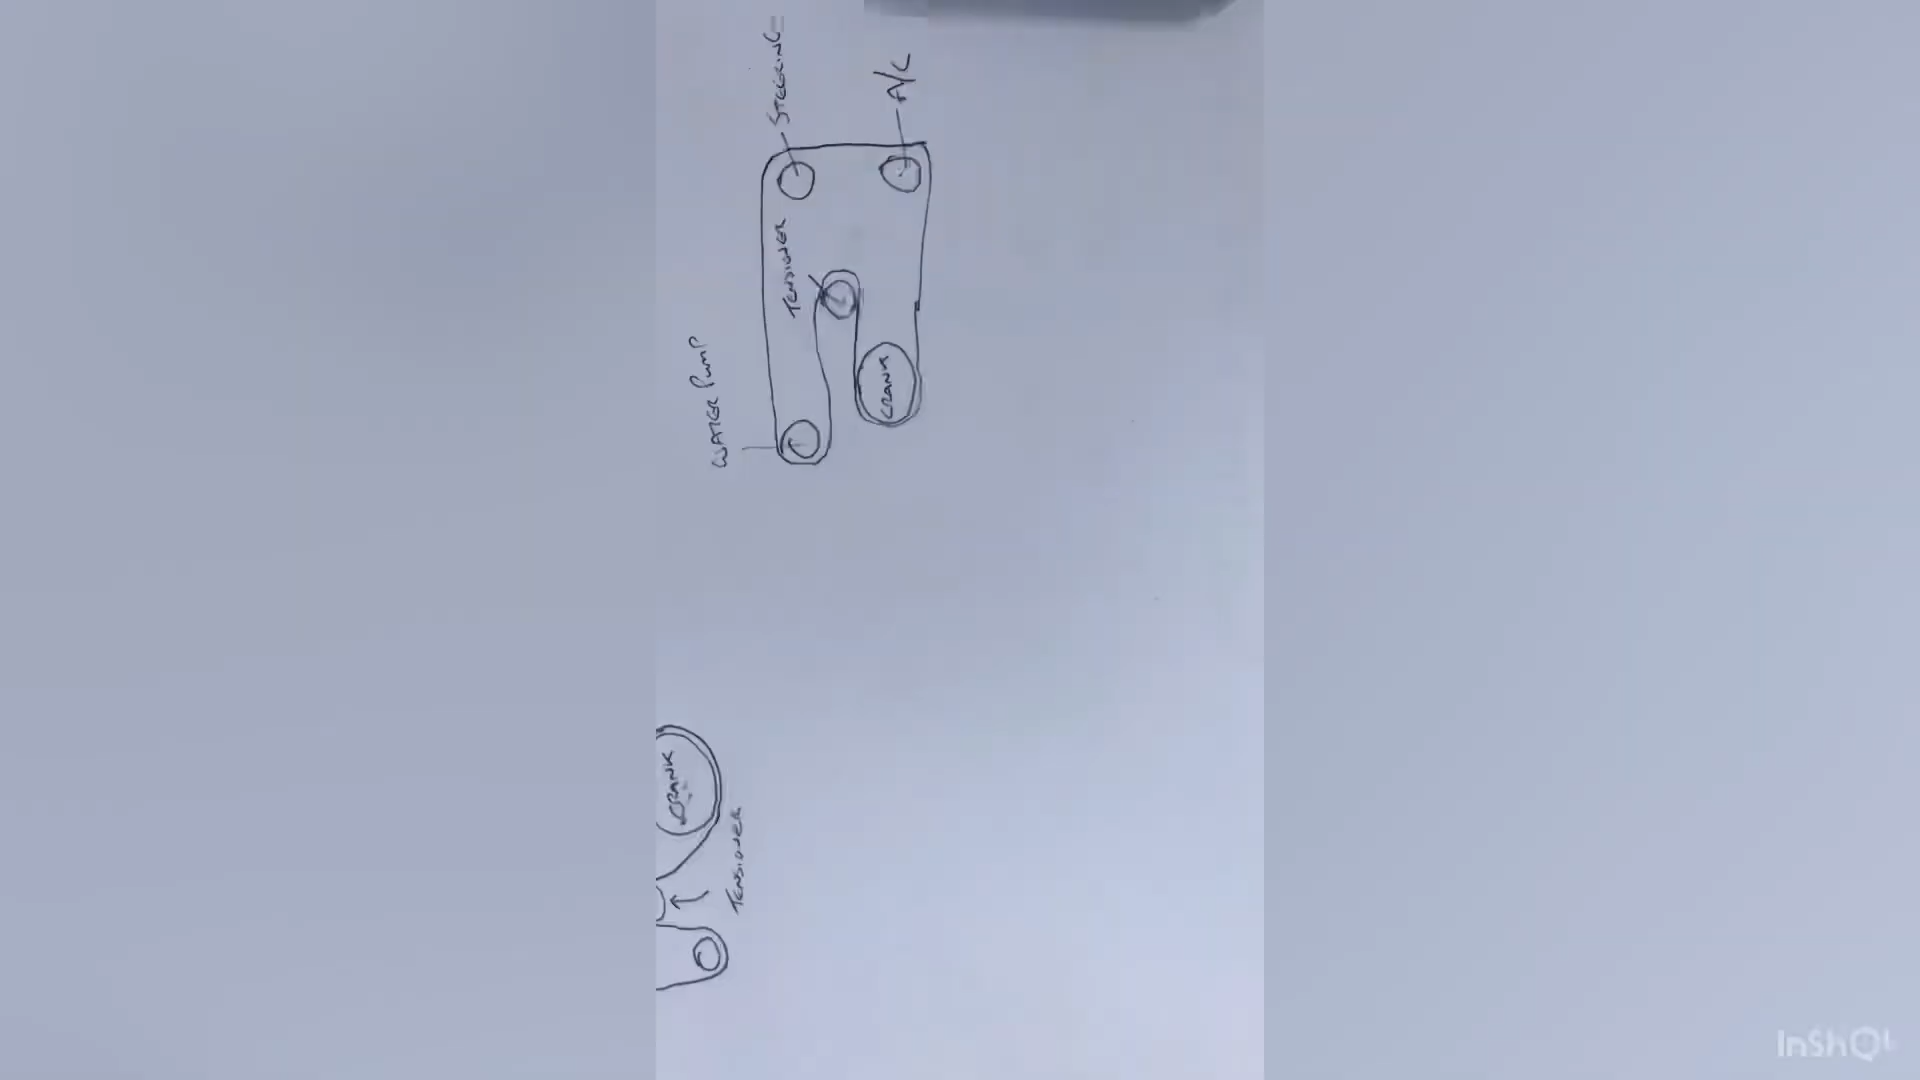 STEERING
A/C
TENSIONER
WATER PUMP
CRANK
CRANK
TENSIONER
InShot